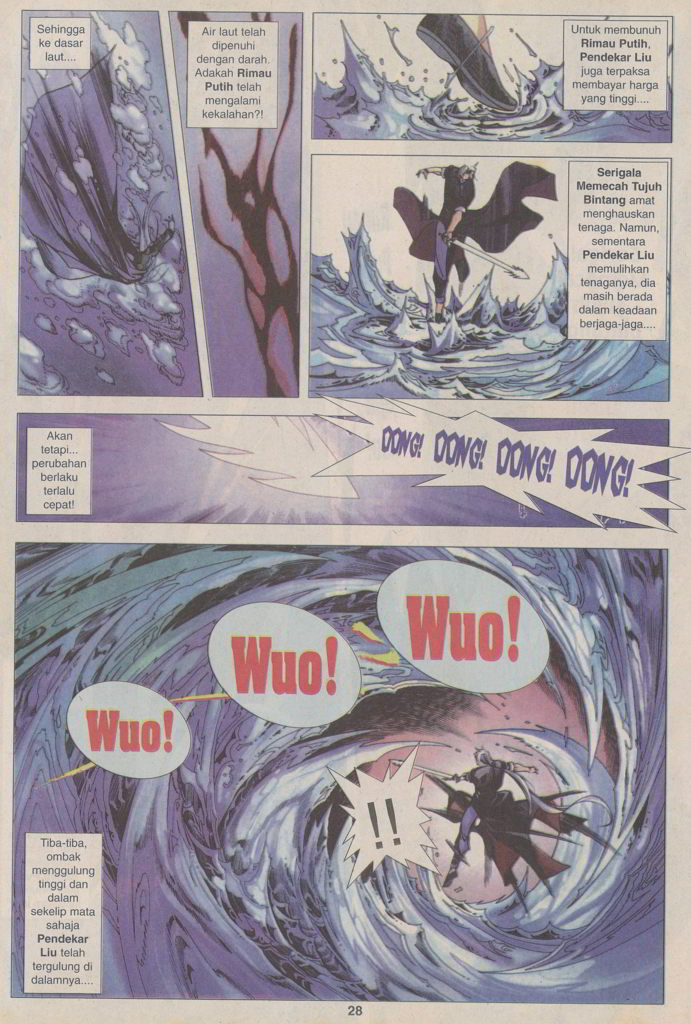 Sehingga
ke dasar
laut....
Air laut telah
dipenuhi
dengan darah.
Adakah Rimau
Putih telah
mengalami
kekalahan?!
Untuk membunuh
Rimau Putih,
Pendekar Liu
juga terpaksa
membayar harga
yang tinggi....
Serigala
Memecah Tujuh
Bintang amat
menghauskan
tenaga. Namun,
sementara
Pendekar Liu
memulihkan
tenaganya, dia
masih berada
dalam keadaan
berjaga-jaga....
Akan
tetapi...
perubahan
berlaku
terlalu
cepat!
DONG! DONG! DONG! DONG!
Wuo!
Wuo!
Wuo!
!!
Tiba-tiba,
ombak
menggulung
tinggi dan
dalam
sekelip mata
sahaja
Pendekar
Liu telah
tergulung di
dalamnya....
28